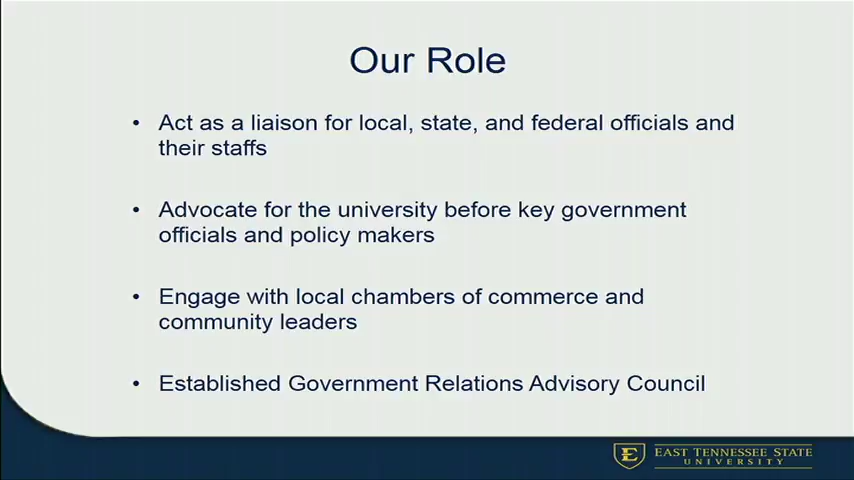 Our Role
• Act as a liaison for local, state, and federal officials and
their staffs
• Advocate for the university before key government
officials and policy makers
• Engage with local chambers of commerce and
community leaders
• Established Government Relations Advisory Council
E
EAST TENNESSEE STATE
UNIVERSITY